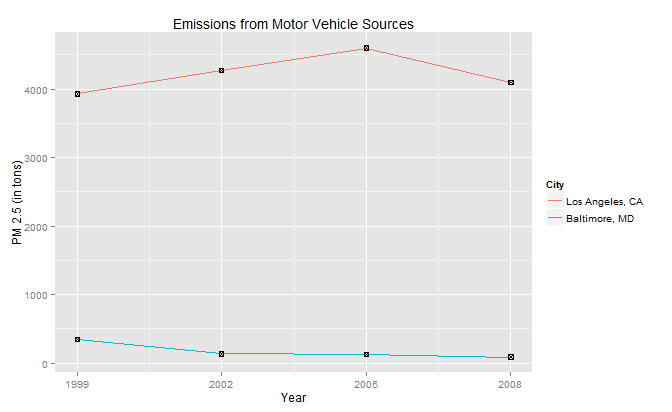 Emissions from Motor Vehicle Sources
PM 2.5 (in tons)
4000
3000
2000
1000
0
1999
2002
2005
2008
Year
City
Los Angeles, CA
Baltimore, MD